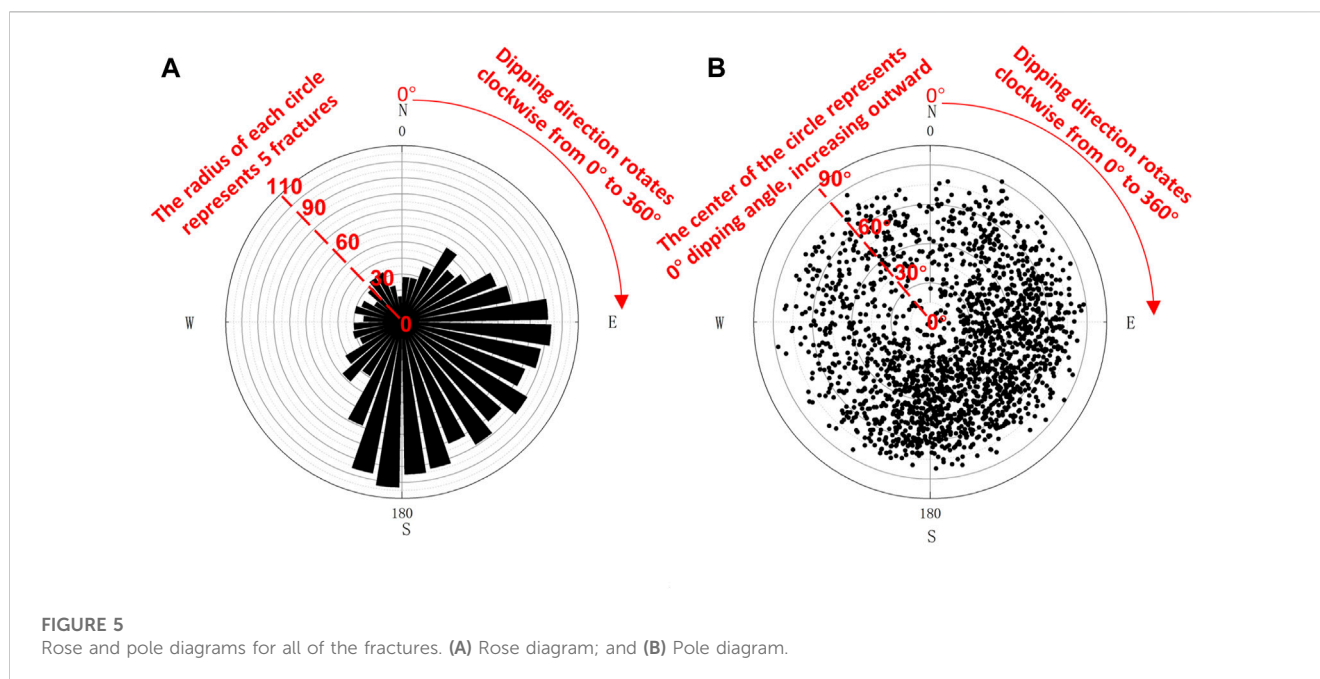 A
The radius of each circle
represents 5 fractures
Dipping direction rotates
clockwise from 0° to 360°
0°
N
0
110
90
60
30
0
W
E
180
S
B
The center of the circle represents
0° dipping angle, increasing outward
Dipping direction rotates
clockwise from 0° to 360°
0°
N
0
90°
60°
30°
0°
W
E
180
S
FIGURE 5
Rose and pole diagrams for all of the fractures. (A) Rose diagram; and (B) Pole diagram.